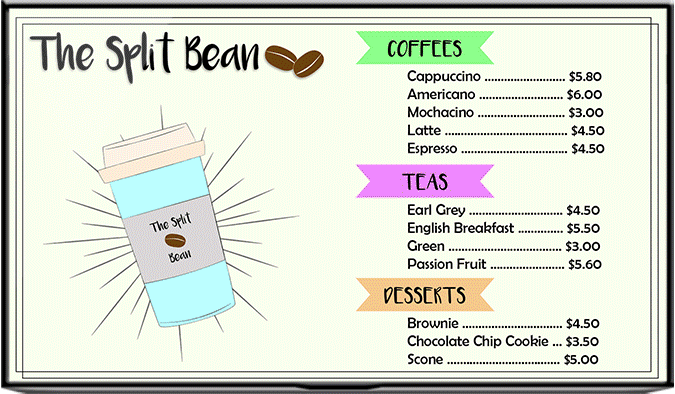 The Split Bean
COFFEES
Cappuccino .......................... $5.80
Americano .......................... $6.00
Mochacino .......................... $3.00
Latte ....................................... $4.50
Espresso .................................. $4.50
TEAS
Earl Grey .............................. $4.50
English Breakfast ............... $5.50
Green ..................................... $3.00
Passion Fruit ........................ $5.60
DESSERTS
Brownie ................................. $4.50
Chocolate Chip Cookie ... $3.50
Scone .................................... $5.00
The Split
Bean